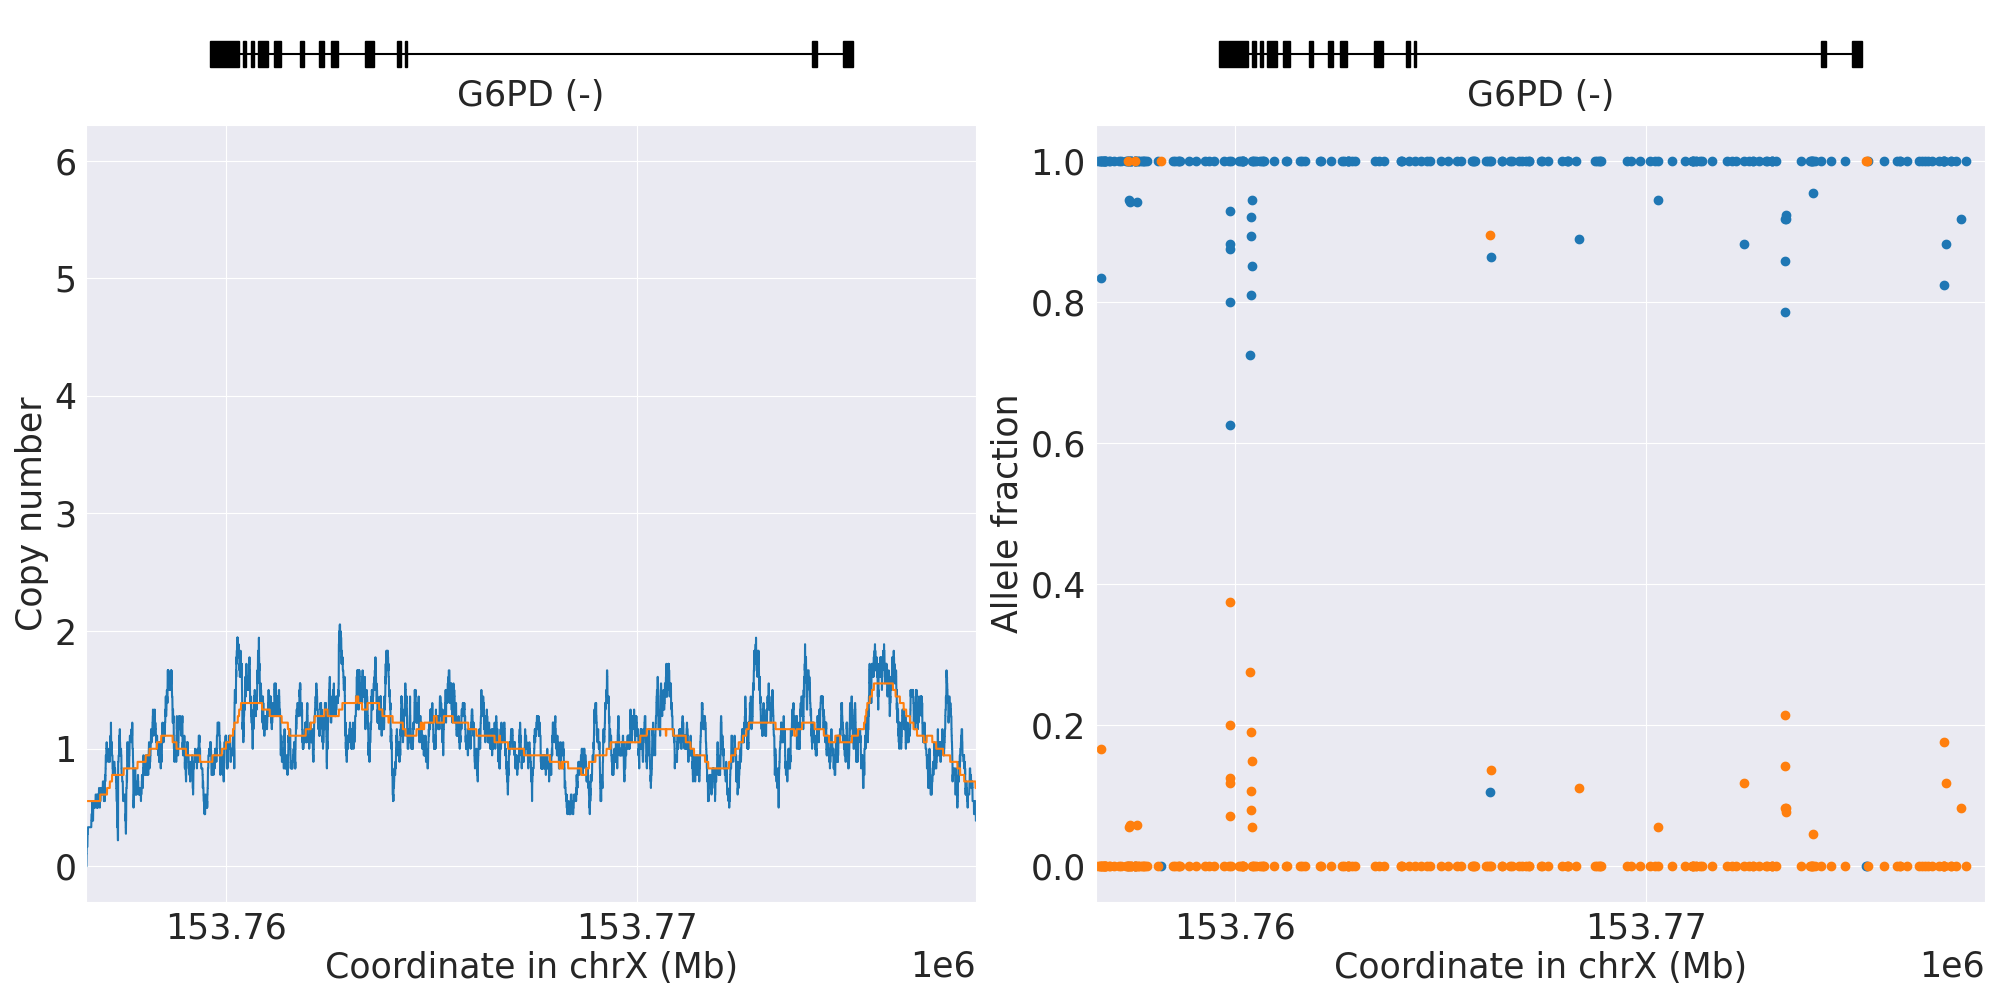 G6PD (-)
6
5
4
3
2
1
0
Copy number
153.76
153.77
Coordinate in chrX (Mb)
1e6
G6PD (-)
1.0
0.8
0.6
0.4
0.2
0.0
Allele fraction
153.76
153.77
Coordinate in chrX (Mb)
1e6